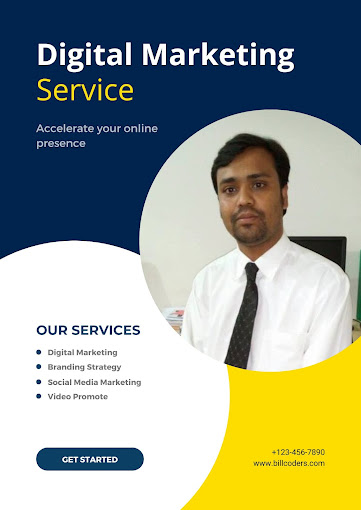 Digital Marketing
Service
Accelerate your online
presence
OUR SERVICES
Digital Marketing
Branding Strategy
Social Media Marketing
Video Promote
GET STARTED
+123-456-7890
www.billcoders.com